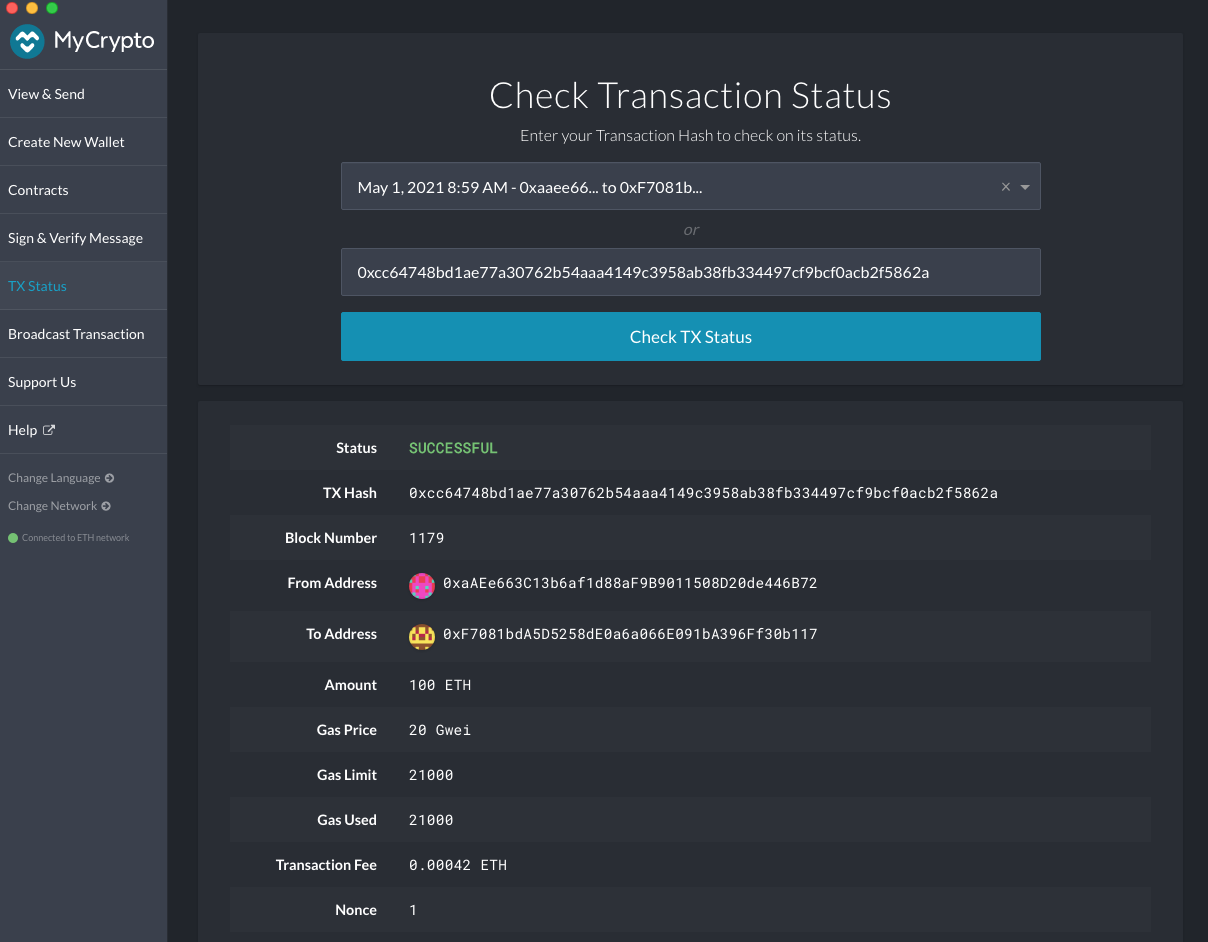 MyCrypto
View & Send
Create New Wallet
Contracts
Sign & Verify Message
TX Status
Broadcast Transaction
Support Us
Help
Change Language
Change Network
Connected to ETH network
Check Transaction Status
Enter your Transaction Hash to check on its status.
May 1, 2021 8:59 AM - 0xaaee66... to 0xF7081b...
or
0xcc64748bd1ae77a30762b54aaa4149c3958ab38fb334497cf9bcf0acb2f5862a
Check TX Status
Status SUCCESSFUL
TX Hash 0xcc64748bd1ae77a30762b54aaa4149c3958ab38fb334497cf9bcf0acb2f5862a
Block Number 1179
From Address 0xaAEe663C13b6af1d88aF9B9011508D20de446B72
To Address 0xF7081bdA5D5258dE0a6a066E091bA396Ff30b117
Amount 100 ETH
Gas Price 20 Gwei
Gas Limit 21000
Gas Used 21000
Transaction Fee 0.00042 ETH
Nonce 1